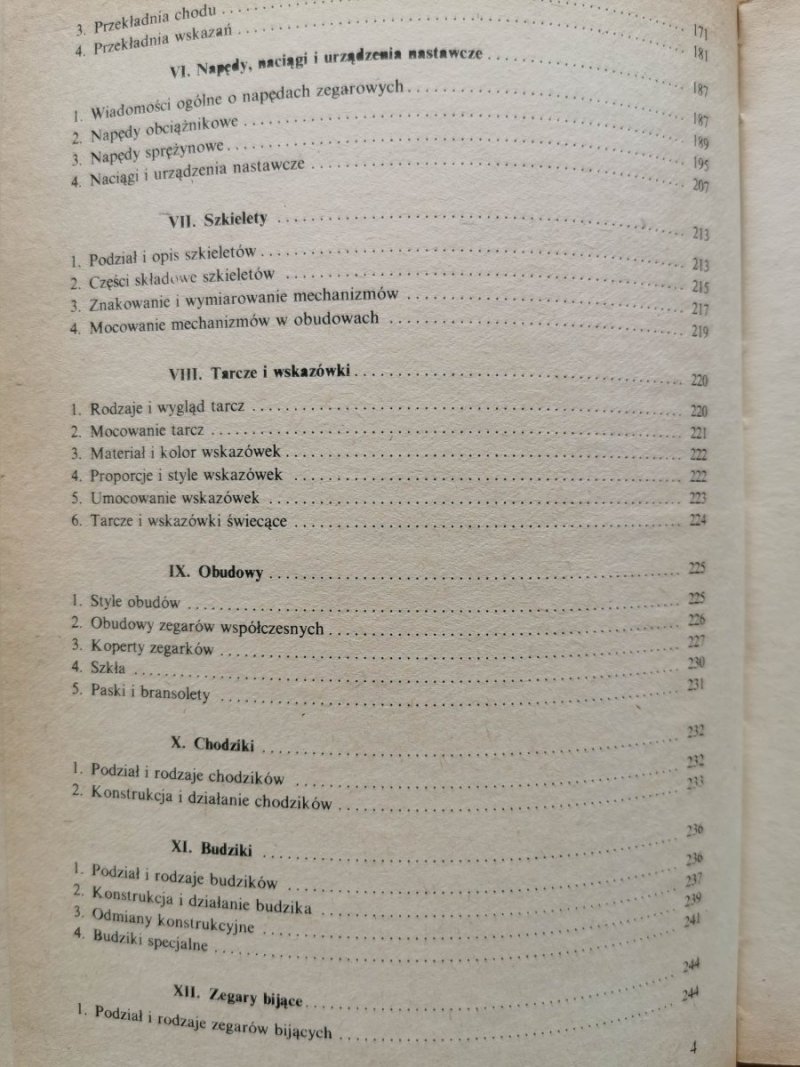 3. Przekładnia chodu ........ 171
4. Przekładnia wskazań ........ 181
VI. Napędy, naciągi i urządzenia nastawcze ........ 187
1. Wiadomości ogólne o napędach zegarowych ........ 187
2. Napędy obciążnikowe ........ 189
3. Napędy sprężynowe ........ 195
4. Naciągi i urządzenia nastawcze ........ 207
VII. Szkielety ........ 213
1. Podział i opis szkieletów ........ 213
2. Części składowe szkieletów ........ 215
3. Znakowanie i wymiarowanie mechanizmów ........ 217
4. Mocowanie mechanizmów w obudowach ........ 219
VIII. Tarcze i wskazówki ........ 220
1. Rodzaje i wygląd tarcz ........ 220
2. Mocowanie tarcz ........ 221
3. Materiał i kolor wskazówek ........ 222
4. Proporcje i style wskazówek ........ 222
5. Umocowanie wskazówek ........ 223
6. Tarcze i wskazówki świecące ........ 224
IX. Obudowy ........ 225
1. Style obudów ........ 225
2. Obudowy zegarów współczesnych ........ 226
3. Koperty zegarków ........ 227
4. Szkła ........ 230
5. Paski i bransolety ........ 231
X. Chodziki ........ 232
1. Podział i rodzaje chodzików ........ 232
2. Konstrukcja i działanie chodzików ........ 233
XI. Budziki ........ 236
1. Podział i rodzaje budzików ........ 236
2. Konstrukcja i działanie budzika ........ 237
3. Odmiany konstrukcyjne ........ 239
4. Budziki specjalne ........ 241
XII. Zegary bijące ........ 244
1. Podział i rodzaje zegarów bijących ........ 244
4